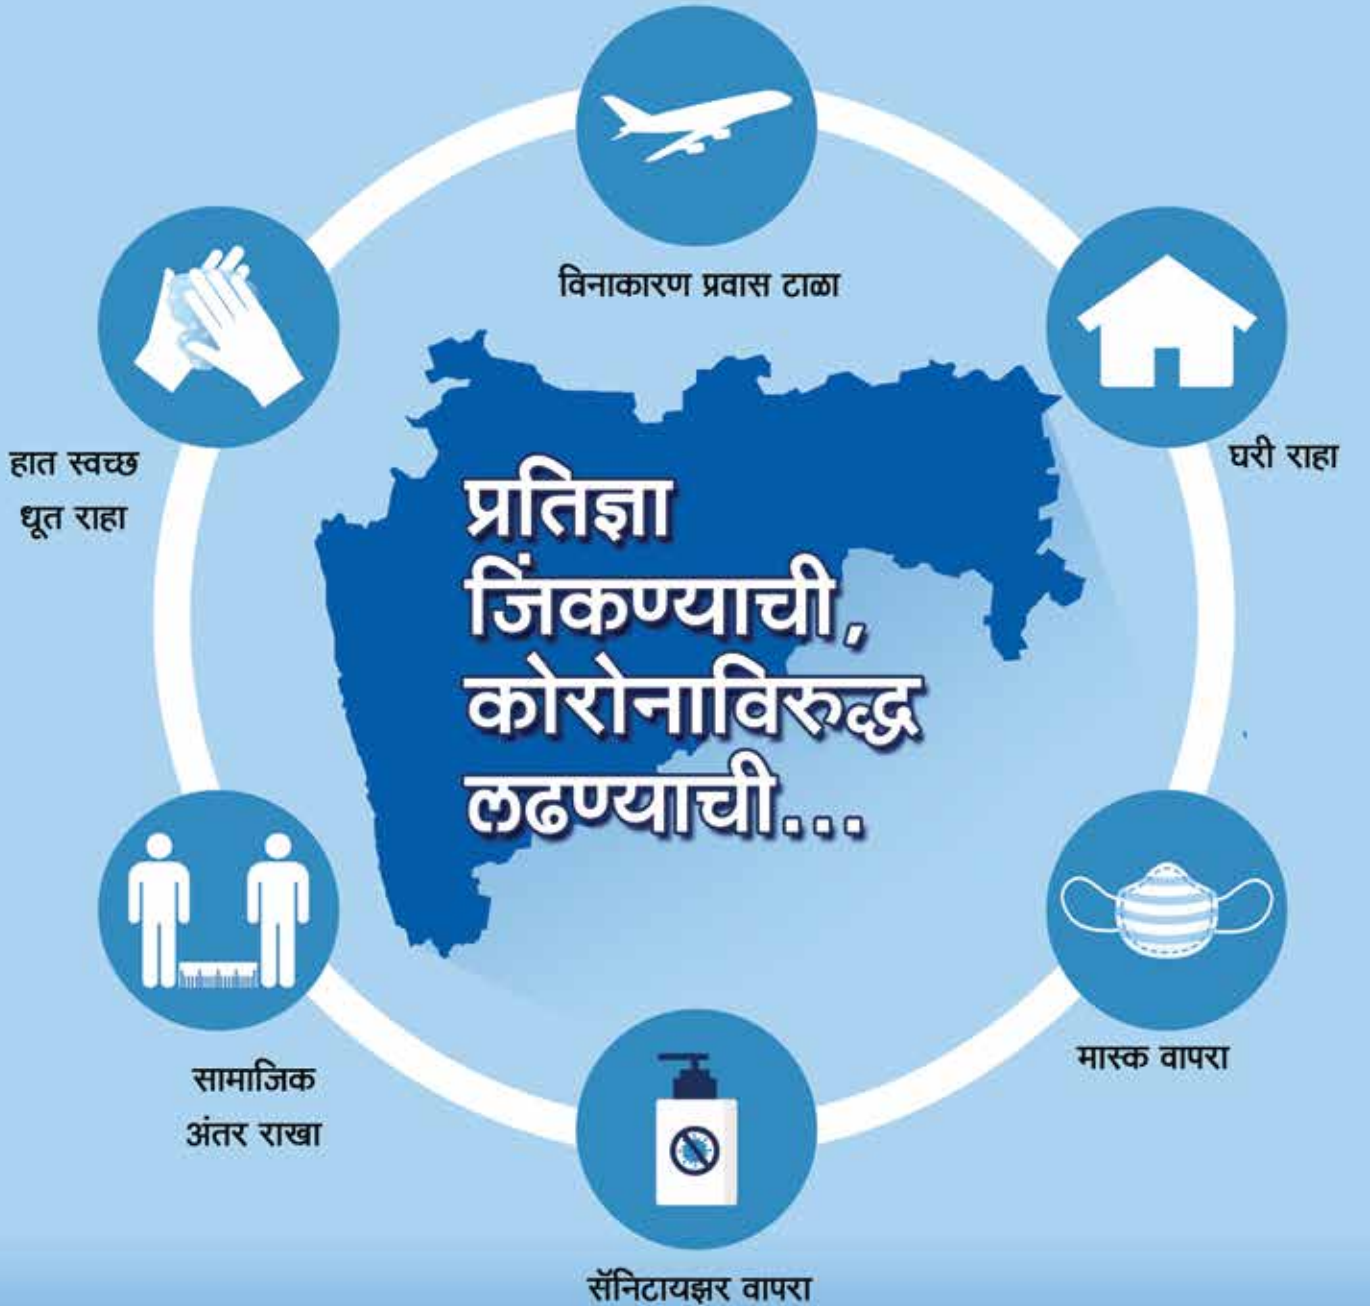 विनाकारण प्रवास टाळा
घरी राहा
हात स्वच्छ
धूत राहा
प्रतिज्ञा
जिंकण्याची,
कोरोनाविरुद्ध
लढण्याची...
मास्क वापरा
सामाजिक
अंतर राखा
सॅनिटायझर वापरा